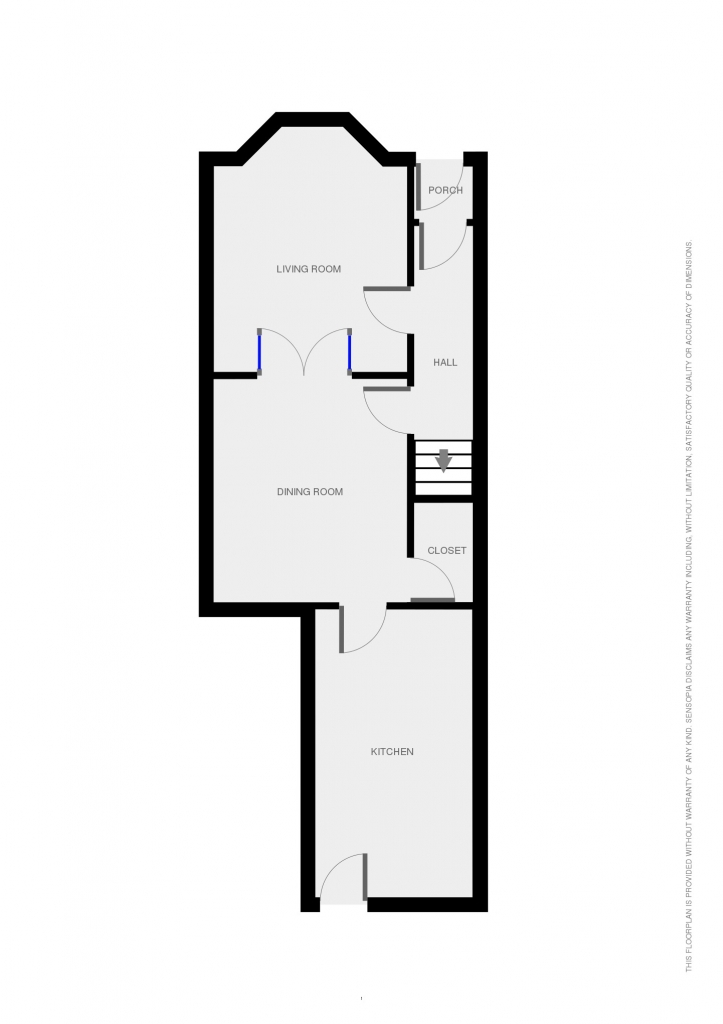 PORCH
LIVING ROOM
HALL
DINING ROOM
CLOSET
KITCHEN
THIS FLOORPLAN IS PROVIDED WITHOUT WARRANTY OF ANY KIND. SENSOPIA DISCLAIMS ANY WARRANTY INCLUDING, WITHOUT LIMITATION, SATISFACTORY QUALITY OR ACCURACY OF DIMENSIONS.